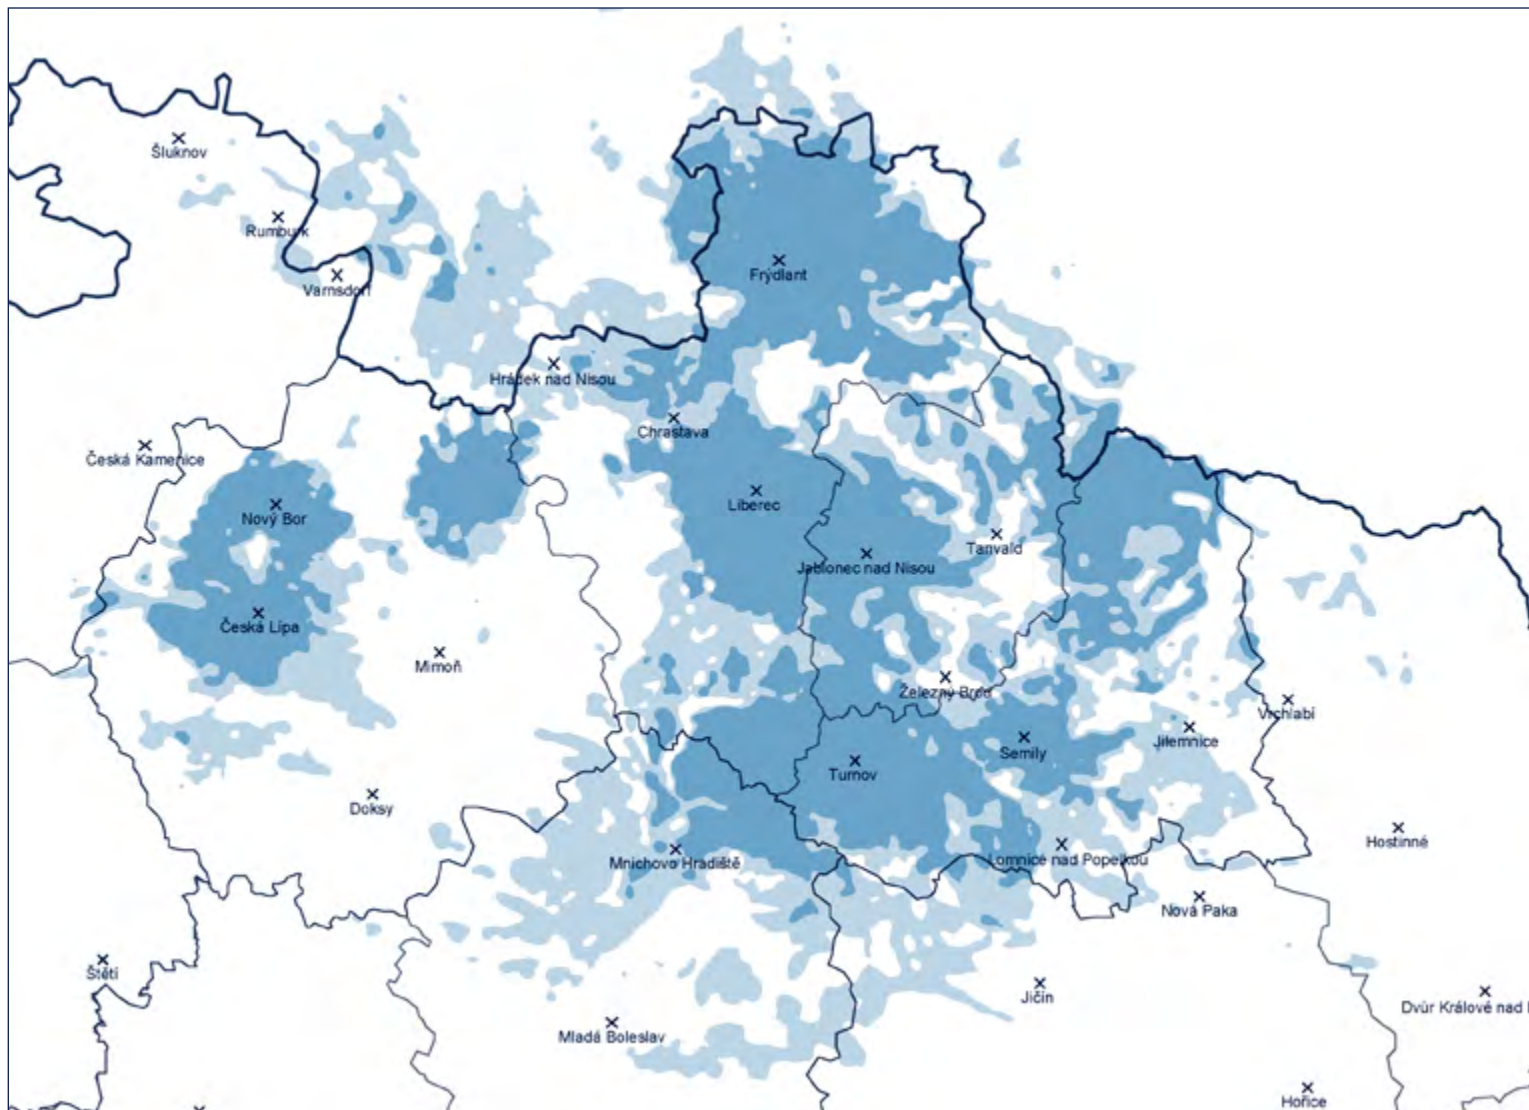 Šluknov
Rumburk
Frýdlant
Varnsdorf
Hrádek nad Nisou
Chrastava
Česká Kamenice
Liberec
Nový Bor
Tanvald
Jablonec nad Nisou
Česká Lípa
Mimoň
Železný Brod
Vrchlabí
Jilemnice
Semily
Turnov
Doksy
Hostinné
Mnichovo Hradiště
Lomnice nad Popelkou
Nová Paka
Štětí
Jičín
Dvůr Králové nad
Mladá Boleslav
Hořice